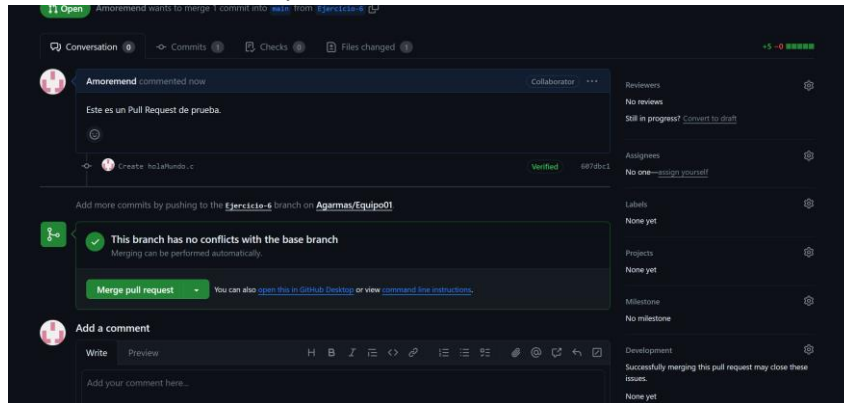 Open Amoremend wants to merge 1 commit into main from Ejercicio-6
Conversation 0 Commits 1 Checks 0 Files changed 1 +5 −0
Amoremend commented now Collaborator ...
Este es un Pull Request de prueba.
Create holaMundo.c Verified 607dbc1
Add more commits by pushing to the Ejercicio-6 branch on Agarmas/Equipo01
This branch has no conflicts with the base branch
Merging can be performed automatically.
Merge pull request You can also open this in GitHub Desktop or view command line instructions.
Add a comment
Write Preview H B I
Add your comment here...
Reviewers
No reviews
Still in progress? Convert to draft
Assignees
No one—assign yourself
Labels
None yet
Projects
None yet
Milestone
No milestone
Development
Successfully merging this pull request may close these
issues.
None yet